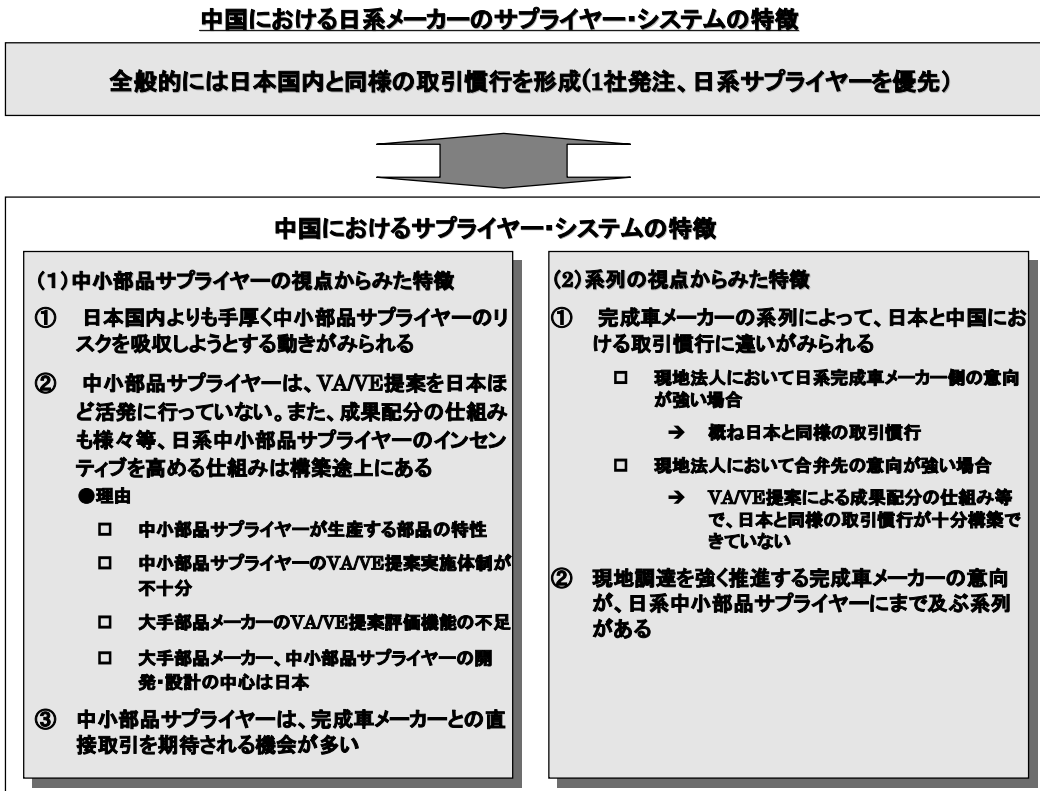 中国における日系メーカーのサプライヤー・システムの特徴
全般的には日本国内と同様の取引慣行を形成(1社発注、日系サプライヤーを優先)
中国におけるサプライヤー・システムの特徴
(1)中小部品サプライヤーの視点からみた特徴
① 日本国内よりも手厚く中小部品サプライヤーのリ
スクを吸収しようとする動きがみられる
② 中小部品サプライヤーは、VA/VE提案を日本ほ
ど活発に行っていない。また、成果配分の仕組み
も様々等、日系中小部品サプライヤーのインセン
ティブを高める仕組みは構築途上にある
●理由
□ 中小部品サプライヤーが生産する部品の特性
□ 中小部品サプライヤーのVA/VE提案実施体制が
不十分
□ 大手部品メーカーのVA/VE提案評価機能の不足
□ 大手部品メーカー、中小部品サプライヤーの開
発・設計の中心は日本
③ 中小部品サプライヤーは、完成車メーカーとの直
接取引を期待される機会が多い
(2)系列の視点からみた特徴
① 完成車メーカーの系列によって、日本と中国にお
ける取引慣行に違いがみられる
□ 現地法人において日系完成車メーカー側の意向
が強い場合
→ 概ね日本と同様の取引慣行
□ 現地法人において合弁先の意向が強い場合
→ VA/VE提案による成果配分の仕組み等
で、日本と同様の取引慣行が十分構築で
きていない
② 現地調達を強く推進する完成車メーカーの意向
が、日系中小部品サプライヤーにまで及ぶ系列
がある